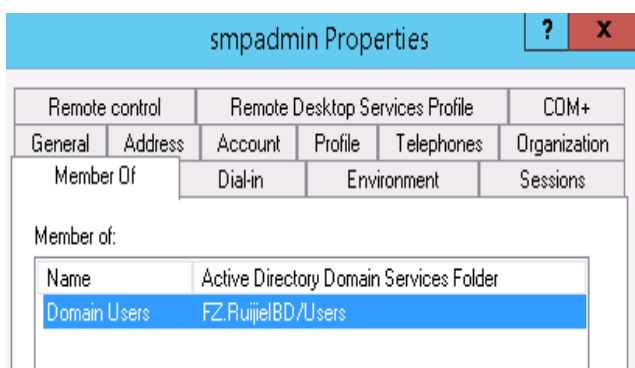 smpadmin Properties ? x
Remote control Remote Desktop Services Profile COM+
General Address Account Profile Telephones Organization
Member Of Dial-in Environment Sessions
Member of:
Name Active Directory Domain Services Folder
Domain Users FZ.RuijieIBD/Users